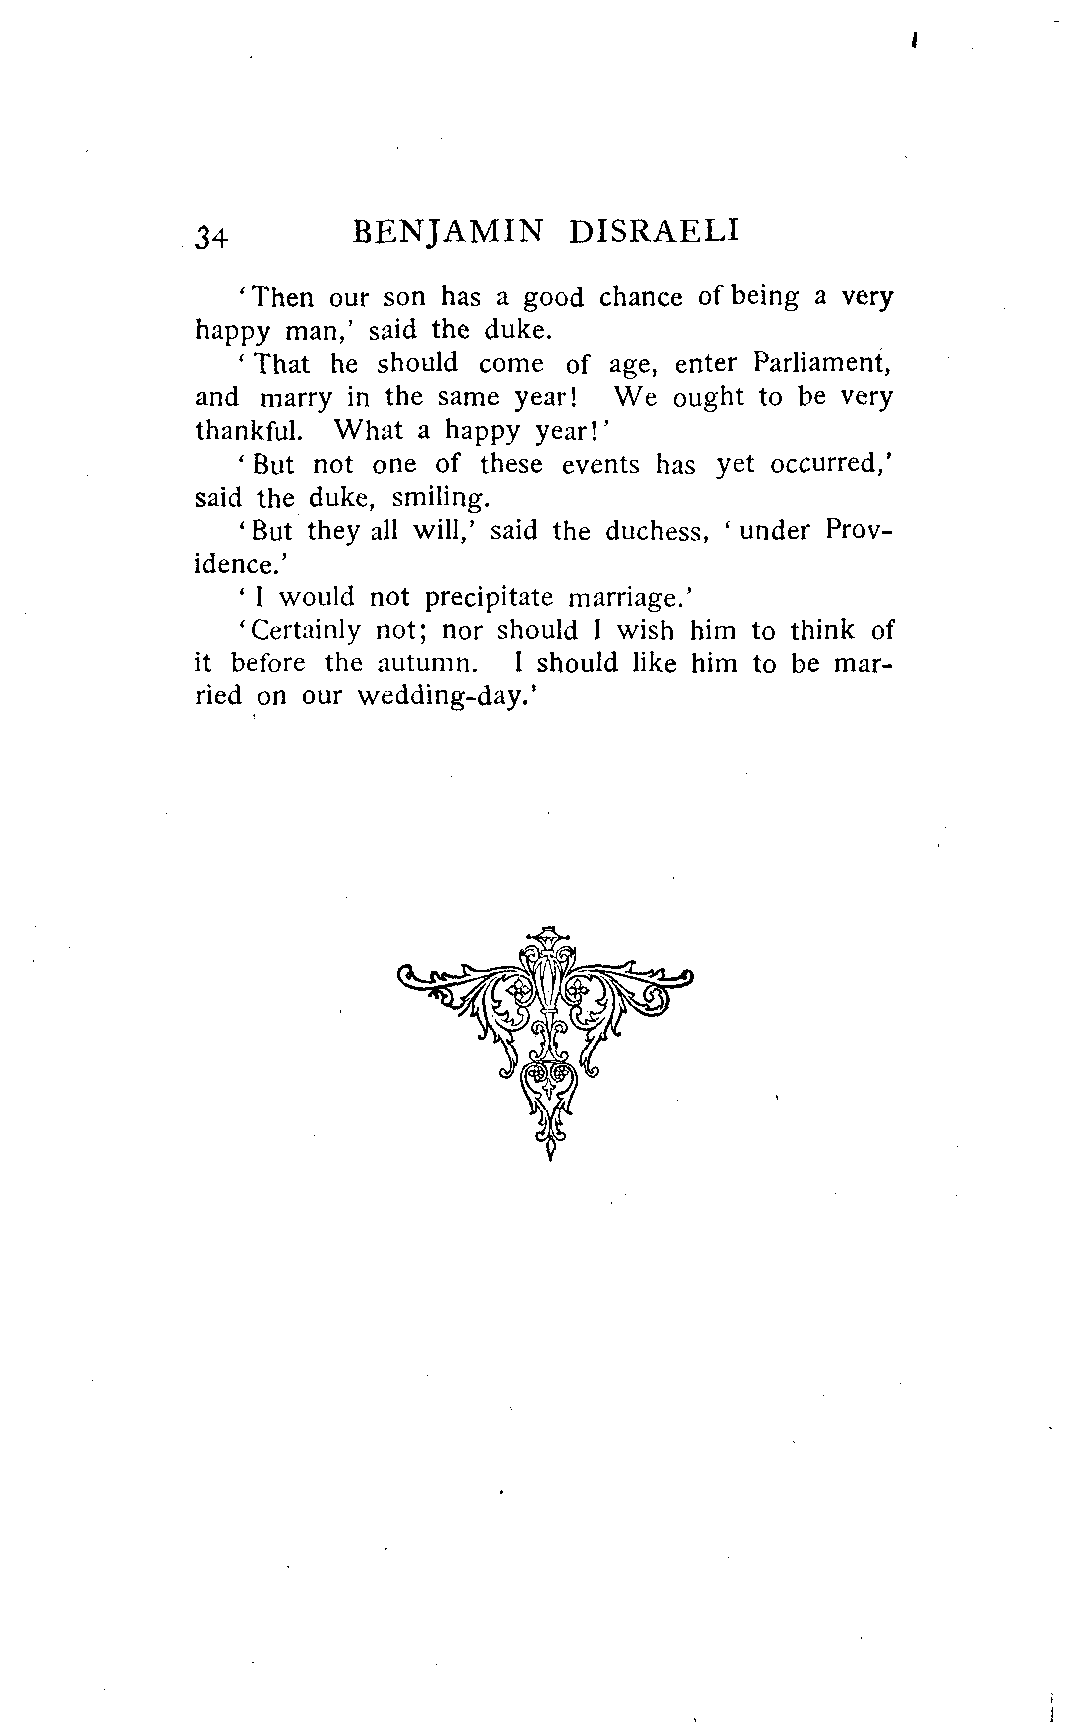 34 BENJAMIN DISRAELI
‘Then our son has a good chance of being a very
happy man,’ said the duke.
‘That he should come of age, enter Parliament,
and marry in the same year! We ought to be very
thankful. What a happy year!’
‘But not one of these events has yet occurred,’
said the duke, smiling.
‘But they all will,’ said the duchess, ‘under Prov-
idence.’
‘I would not precipitate marriage.’
‘Certainly not; nor should I wish him to think of
it before the autumn. I should like him to be mar-
ried on our wedding-day.’